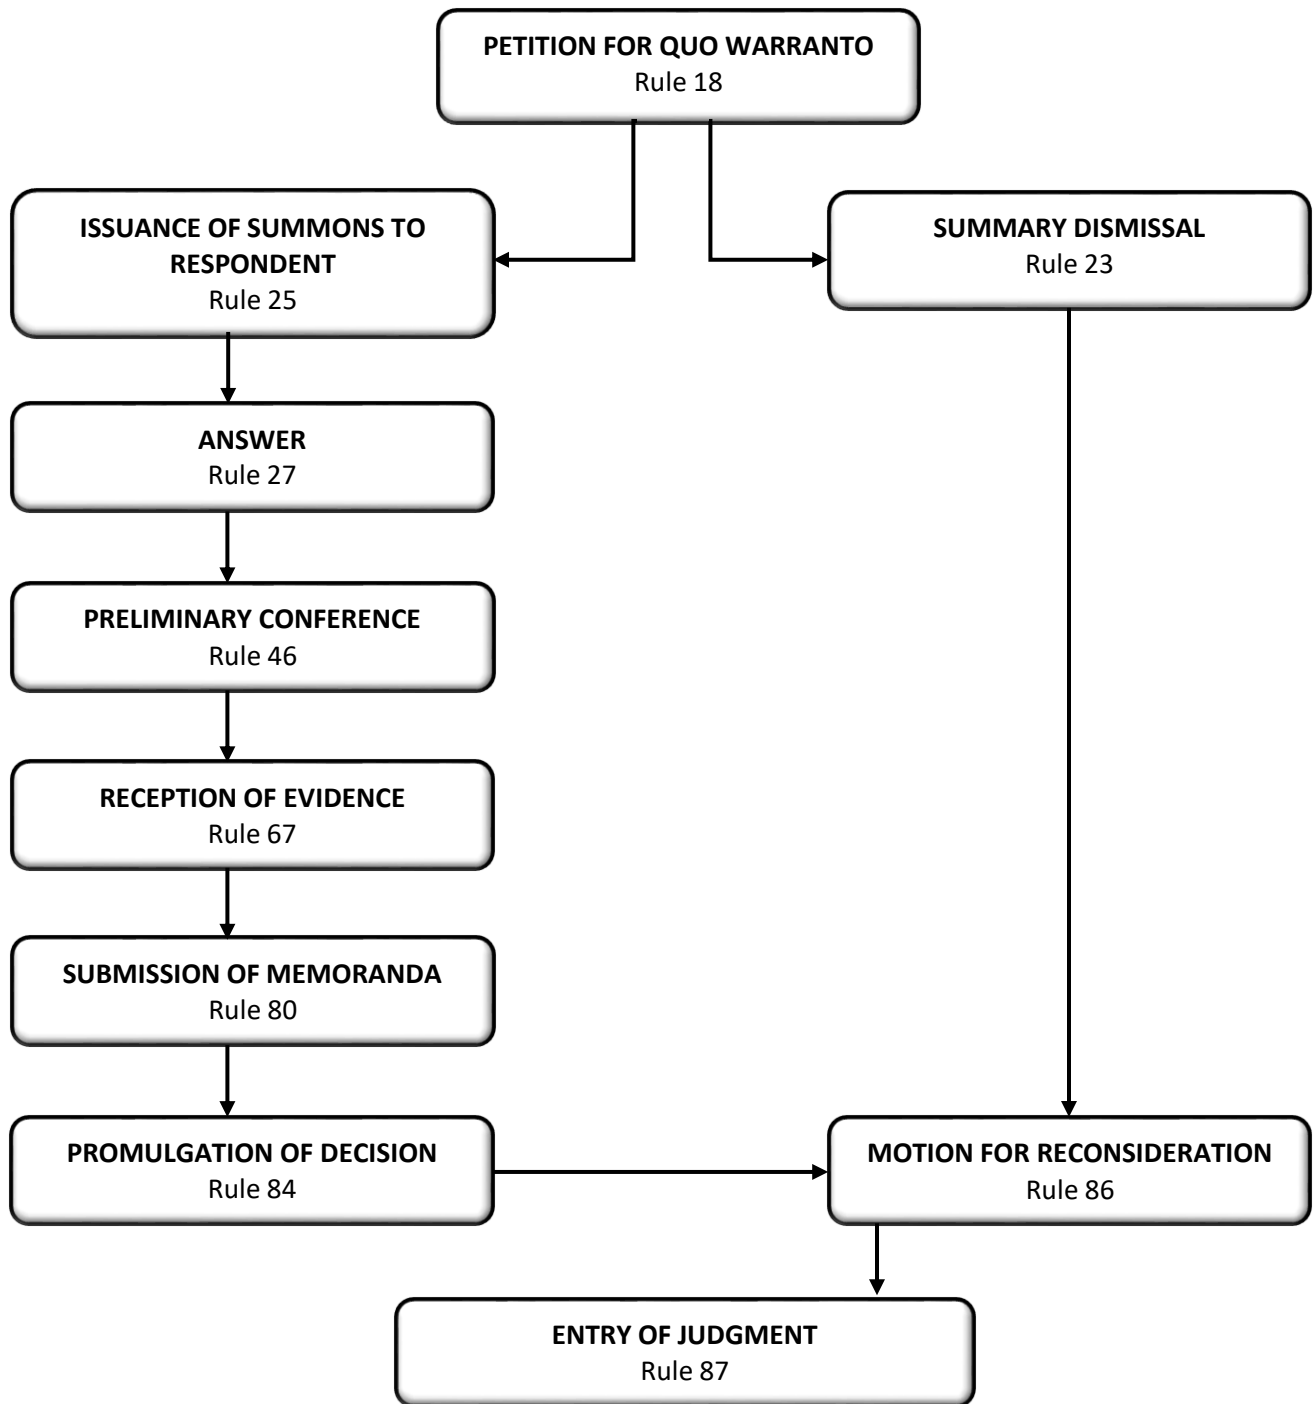 PETITION FOR QUO WARRANTO
Rule 18
ISSUANCE OF SUMMONS TO
RESPONDENT
Rule 25
SUMMARY DISMISSAL
Rule 23
ANSWER
Rule 27
PRELIMINARY CONFERENCE
Rule 46
RECEPTION OF EVIDENCE
Rule 67
SUBMISSION OF MEMORANDA
Rule 80
PROMULGATION OF DECISION
Rule 84
MOTION FOR RECONSIDERATION
Rule 86
ENTRY OF JUDGMENT
Rule 87